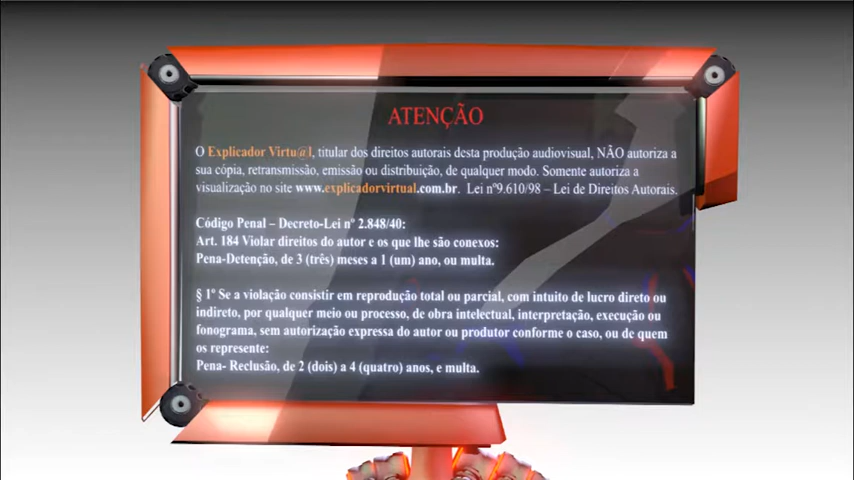 ATENÇÃO
O Explicador Virtu@l, titular dos direitos autorais desta produção audiovisual, NÃO autoriza a
sua cópia, retransmissão, emissão ou distribuição, de qualquer modo. Somente autoriza a
visualização no site www.explicadorvirtual.com.br. Lei nº9.610/98 – Lei de Direitos Autorais.
Código Penal – Decreto-Lei nº 2.848/40:
Art. 184 Violar direitos do autor e os que lhe são conexos:
Pena-Detenção, de 3 (três) meses a 1 (um) ano, ou multa.
§ 1º Se a violação consistir em reprodução total ou parcial, com intuito de lucro direto ou
indireto, por qualquer meio ou processo, de obra intelectual, interpretação, execução ou
fonograma, sem autorização expressa do autor ou produtor conforme o caso, ou de quem
os represente:
Pena- Reclusão, de 2 (dois) a 4 (quatro) anos, e multa.